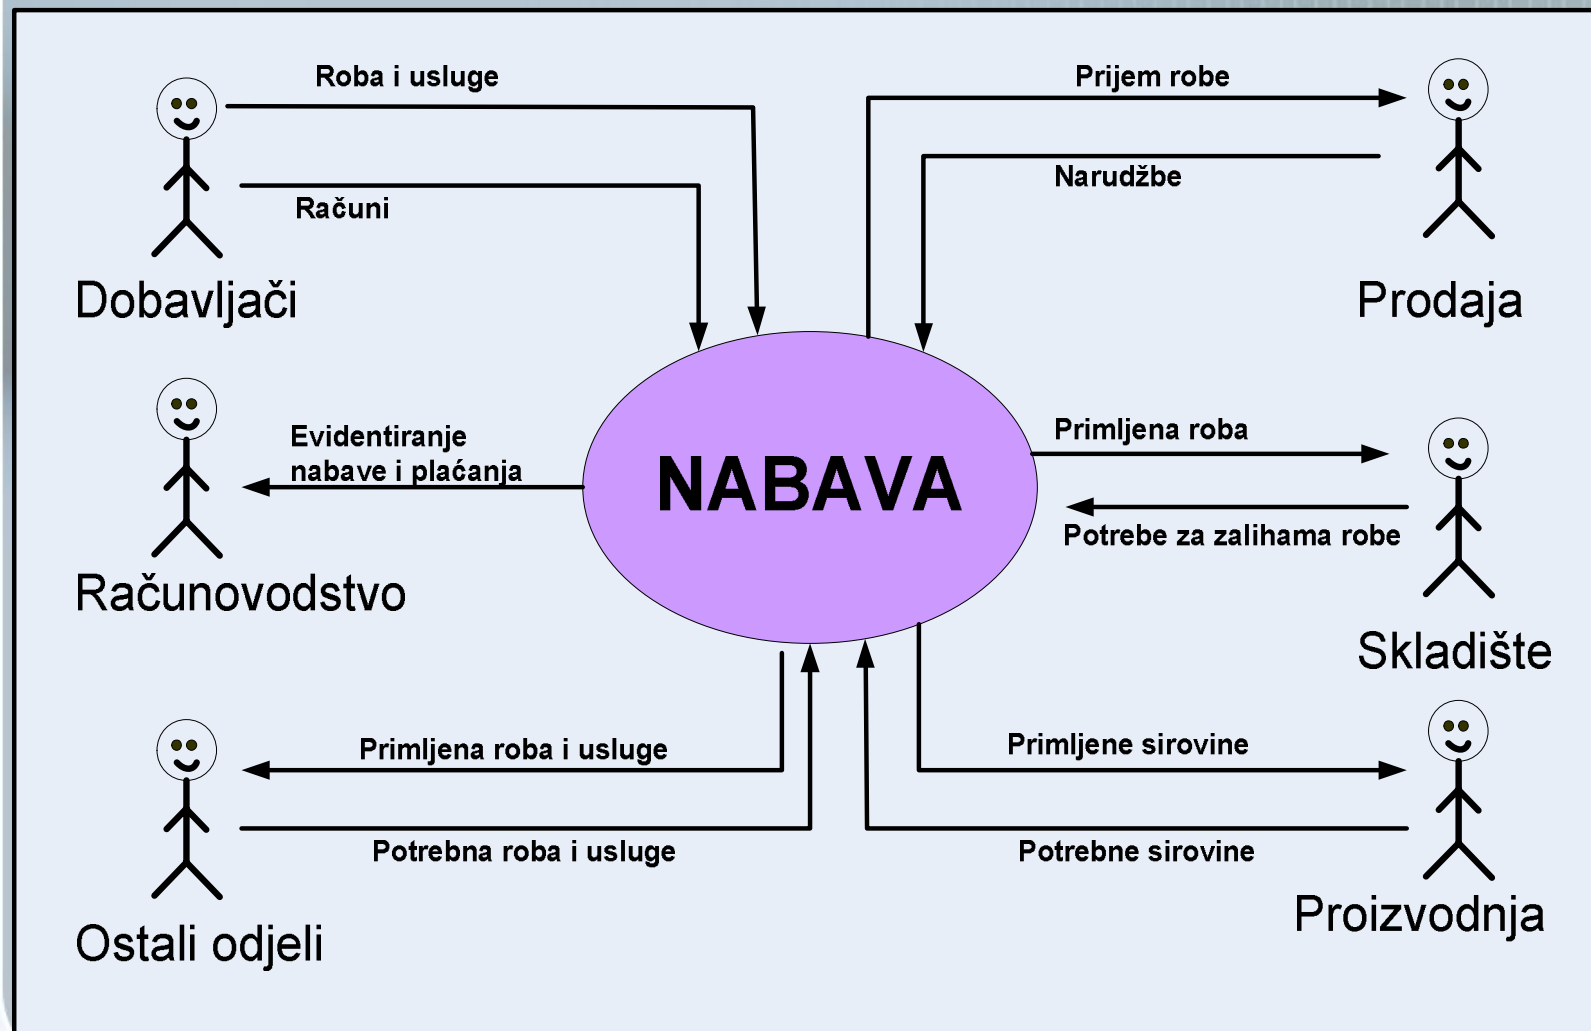 Roba i usluge
Računi
Dobavljači
Prijem robe
Narudžbe
Prodaja
Evidentiranje
nabave i plaćanja
Računovodstvo
NABAVA
Primljena roba
Potrebe za zalihama robe
Skladište
Primljena roba i usluge
Potrebna roba i usluge
Ostali odjeli
Primljene sirovine
Potrebne sirovine
Proizvodnja